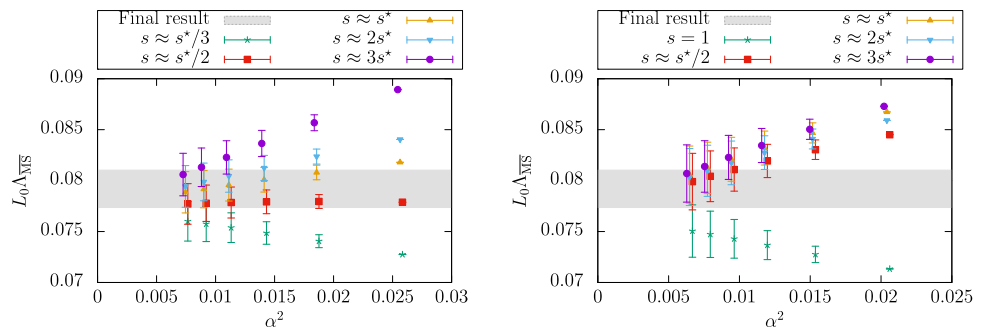 Final result
s ≈ s⋆/3
s ≈ s⋆/2
s ≈ s⋆
s ≈ 2s⋆
s ≈ 3s⋆
0.09
0.085
0.08
0.075
0.07
L₀Λ_M̅S̅
0 0.005 0.01 0.015 0.02 0.025 0.03
α²
Final result
s = 1
s ≈ s⋆/2
s ≈ s⋆
s ≈ 2s⋆
s ≈ 3s⋆
0.09
0.085
0.08
0.075
0.07
L₀Λ_M̅S̅
0 0.005 0.01 0.015 0.02 0.025
α²